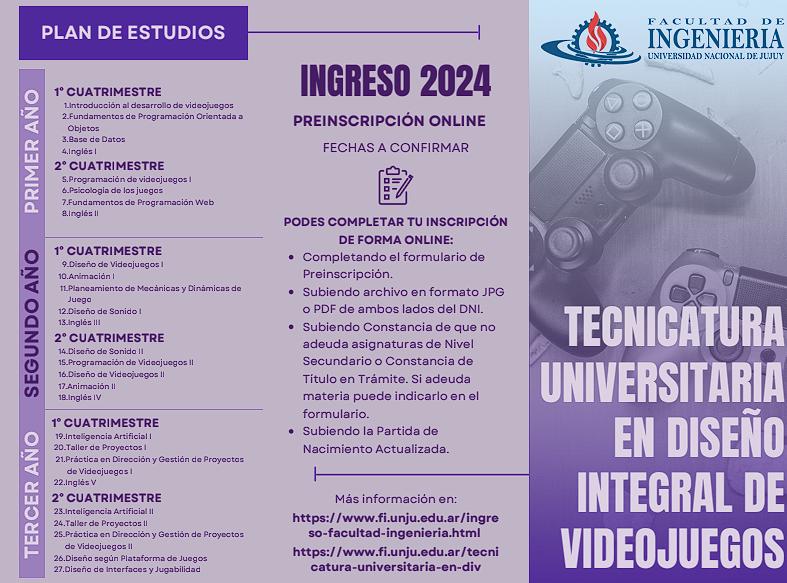 PLAN DE ESTUDIOS
PRIMER AÑO
1° CUATRIMESTRE
1.Introducción al desarrollo de videojuegos
2.Fundamentos de Programación Orientada a
Objetos
3.Base de Datos
4.Inglés I
2° CUATRIMESTRE
5.Programación de videojuegos I
6.Psicología de los juegos
7.Fundamentos de Programación Web
8.Inglés II
SEGUNDO AÑO
1° CUATRIMESTRE
9.Diseño de Videojuegos I
10.Animación I
11.Planeamiento de Mecánicas y Dinámicas de
Juego
12.Diseño de Sonido I
13.Inglés III
2° CUATRIMESTRE
14.Diseño de Sonido II
15.Programación de Videojuegos II
16.Diseño de Videojuegos II
17.Animación II
18.Inglés IV
TERCER AÑO
1° CUATRIMESTRE
19.Inteligencia Artificial I
20.Taller de Proyectos I
21.Práctica en Dirección y Gestión de Proyectos
de Videojuegos I
22.Inglés V
2° CUATRIMESTRE
23.Inteligencia Artificial II
24.Taller de Proyectos II
25.Práctica en Dirección y Gestión de Proyectos
de Videojuegos II
26.Diseño según Plataforma de Juegos
27.Diseño de Interfaces y Jugabilidad
INGRESO 2024
PREINSCRIPCIÓN ONLINE
FECHAS A CONFIRMAR
PODES COMPLETAR TU INSCRIPCIÓN
DE FORMA ONLINE:
• Completando el formulario de
Preinscripción.
• Subiendo archivo en formato JPG
o PDF de ambos lados del DNI.
• Subiendo Constancia de que no
adeuda asignaturas de Nivel
Secundario o Constancia de
Título en Trámite. Si adeuda
materia puede indicarlo en el
formulario.
• Subiendo la Partida de
Nacimiento Actualizada.
Más información en:
https://www.fi.unju.edu.ar/ingre
so-facultad-ingenieria.html
https://www.fi.unju.edu.ar/tecni
catura-universitaria-en-div
FACULTAD DE
INGENIERIA
UNIVERSIDAD NACIONAL DE JUJUY
TECNICATURA
UNIVERSITARIA
EN DISEÑO
INTEGRAL DE
VIDEOJUEGOS